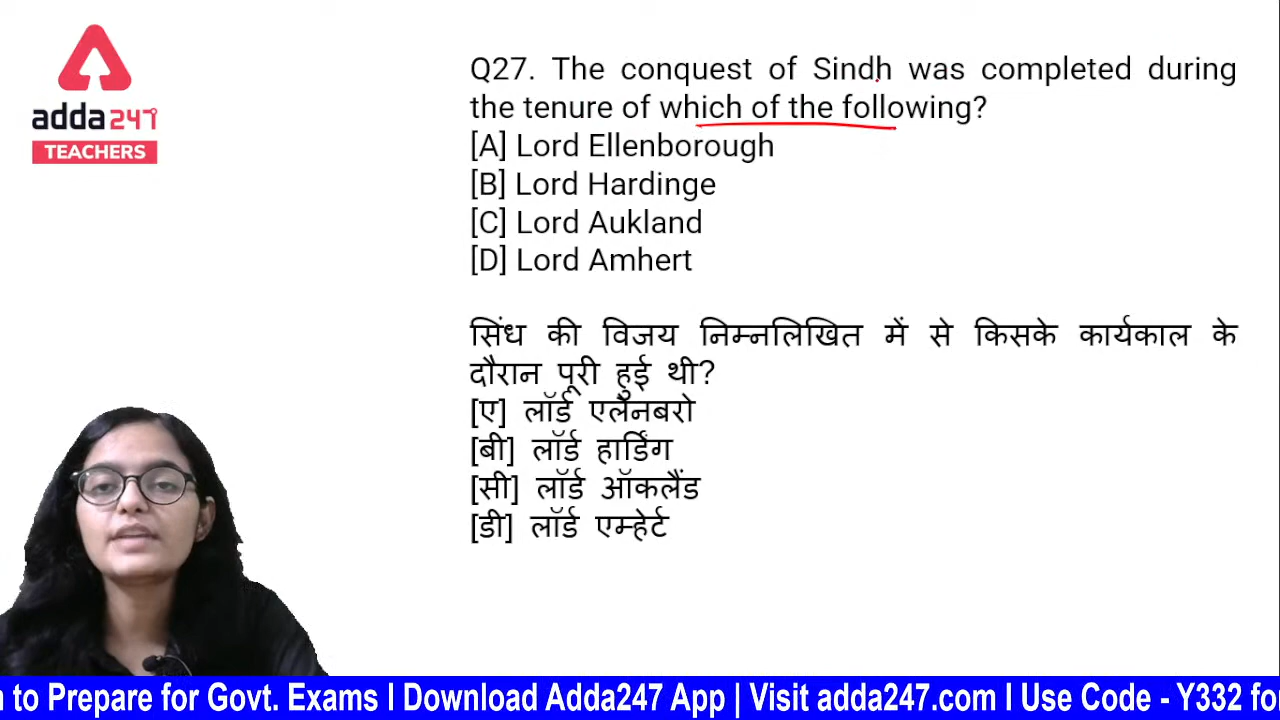 adda247
TEACHERS
Q27. The conquest of Sindh was completed during
the tenure of which of the following?
[A] Lord Ellenborough
[B] Lord Hardinge
[C] Lord Aukland
[D] Lord Amhert
सिंध की विजय निम्नलिखित में से किसके कार्यकाल के
दौरान पूरी हुई थी?
[ए] लॉर्ड एलेनबरो
[बी] लॉर्ड हार्डिंग
[सी] लॉर्ड ऑकलैंड
[डी] लॉर्ड एम्हेर्ट
to Prepare for Govt. Exams I Download Adda247 App | Visit adda247.com I Use Code - Y332